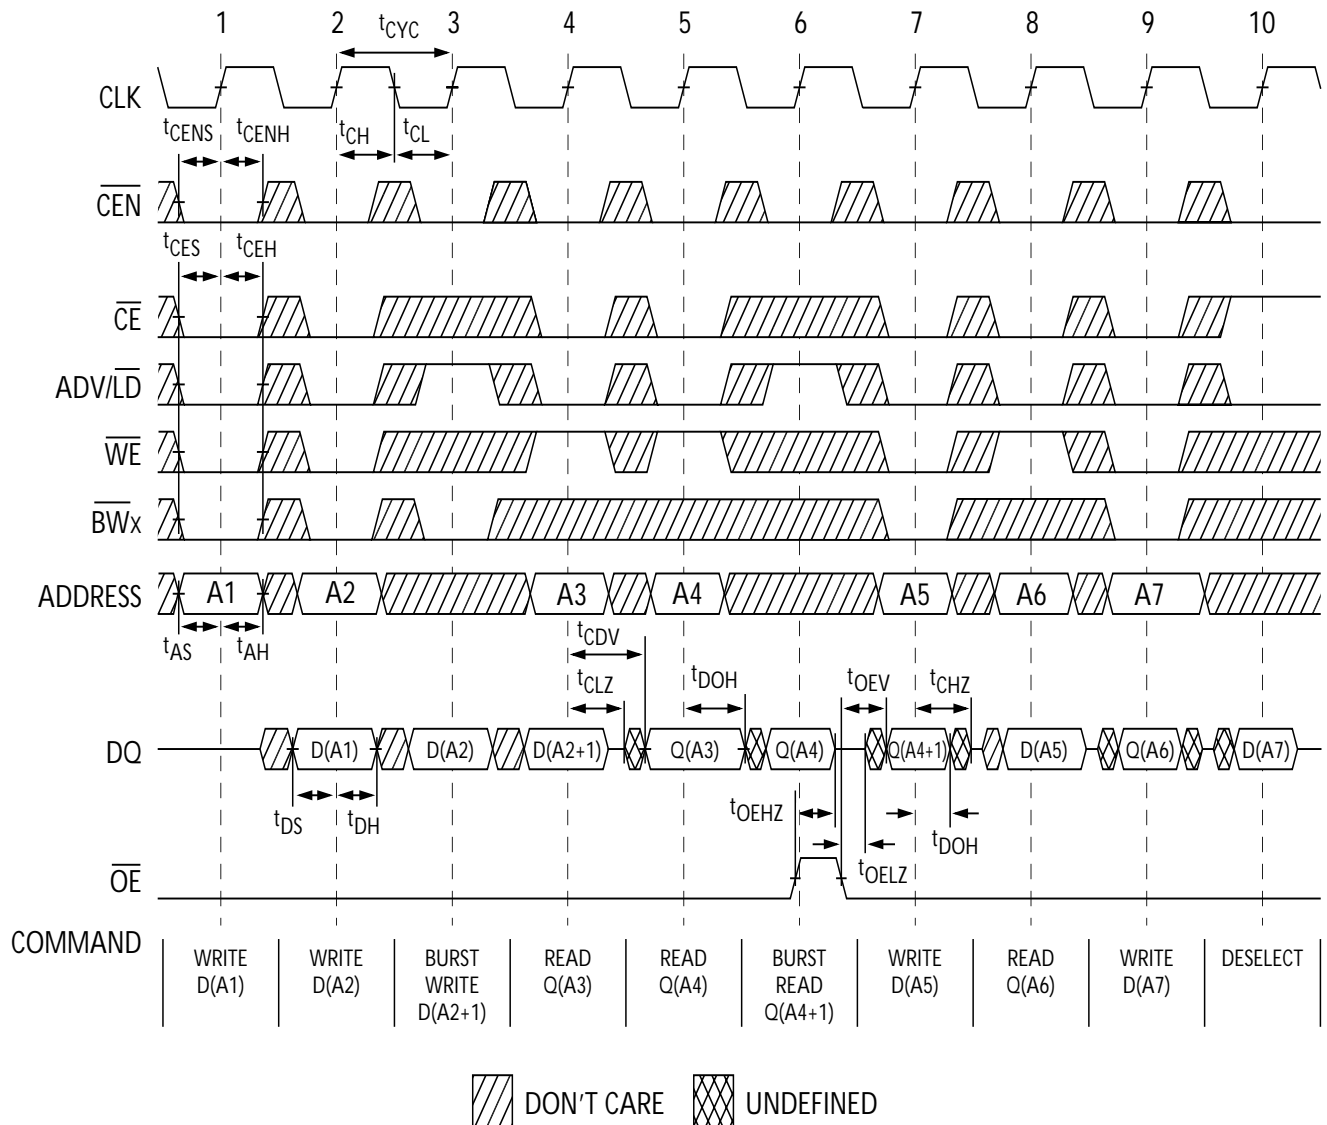 1 2 3 4 5 6 7 8 9 10
tCYC
CLK
tCENS tCENH tCH tCL
CEN
tCES tCEH
CE
ADV/LD
WE
BWx
ADDRESS A1 A2 A3 A4 A5 A6 A7
tAS tAH tCDV
tCLZ tDOH tOEV tCHZ
DQ D(A1) D(A2) D(A2+1) Q(A3) Q(A4) Q(A4+1) D(A5) Q(A6) D(A7)
tDS tDH tOEHZ tDOH
tOELZ
OE
COMMAND
WRITE WRITE BURST READ READ BURST WRITE READ WRITE DESELECT
D(A1) D(A2) WRITE Q(A3) Q(A4) READ D(A5) Q(A6) D(A7)
D(A2+1) Q(A4+1)
DON'T CARE UNDEFINED